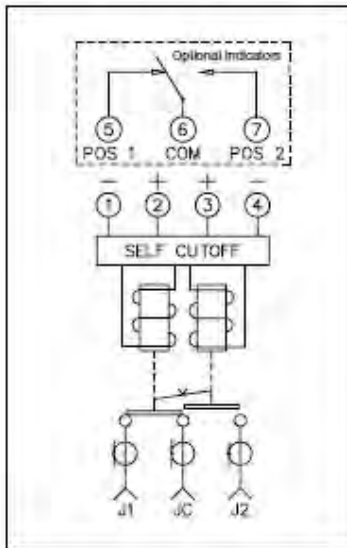 Optional Indicators
5 6 7
POS 1 COM POS 2
− + + −
1 2 3 4
SELF CUTOFF
J1 JC J2